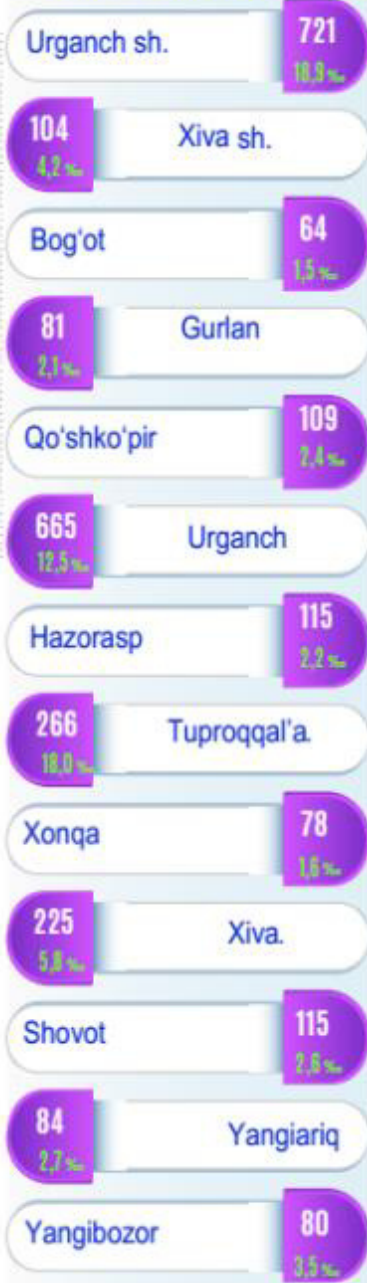 Urganch sh.
721
18,9 ‰
104
4,2 ‰
Xiva sh.
Bog'ot
64
1,5 ‰
81
2,1 ‰
Gurlan
Qo'shko'pir
109
2,4 ‰
665
12,5 ‰
Urganch
Hazorasp
115
2,2 ‰
266
18,0 ‰
Tuproqqal'a.
Xonqa
78
1,6 ‰
225
5,8 ‰
Xiva.
Shovot
115
2,6 ‰
84
2,7 ‰
Yangiariq
Yangibozor
80
3,5 ‰